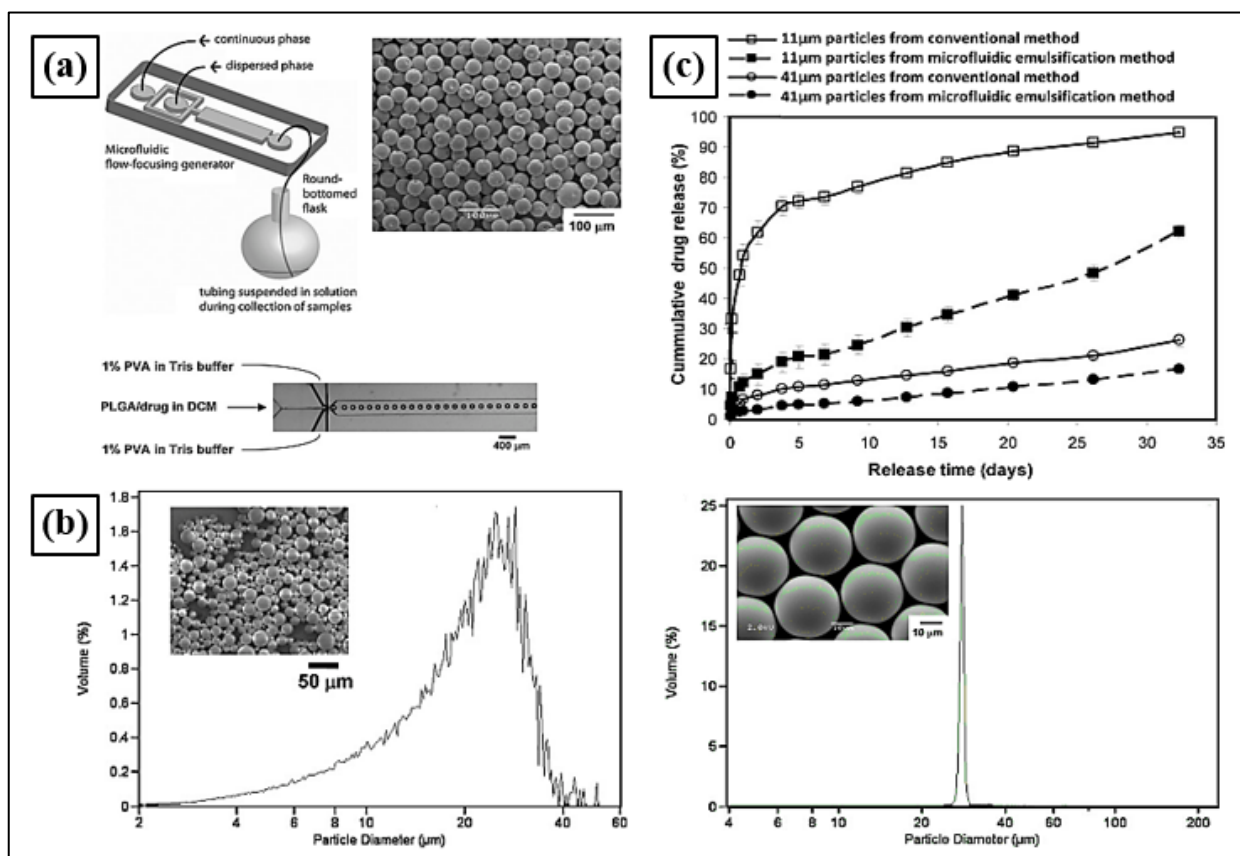 (a)
← continuous phase
← dispersed phase
Microfluidic
flow-focusing generator
Round-
bottomed
flask
tubing suspended in solution
during collection of samples
100 µm
1% PVA in Tris buffer
PLGA/drug in DCM
1% PVA in Tris buffer
400 µm
(c)
11µm particles from conventional method
11µm particles from microfluidic emulsification method
41µm particles from conventional method
41µm particles from microfluidic emulsification method
Cummulative drug release (%)
100
90
80
70
60
50
40
30
20
10
0
0 5 10 15 20 25 30 35
Release time (days)
(b)
Volume (%)
1.8
1.6
1.4
1.2
1.0
0.8
0.6
0.4
0.2
0
50 µm
2 4 6 8 10 20 40 60
Particle Diameter (µm)
Volume (%)
25
20
15
10
5
0
10 µm
4 6 8 10 20 40 60 80 100 200
Particle Diameter (µm)